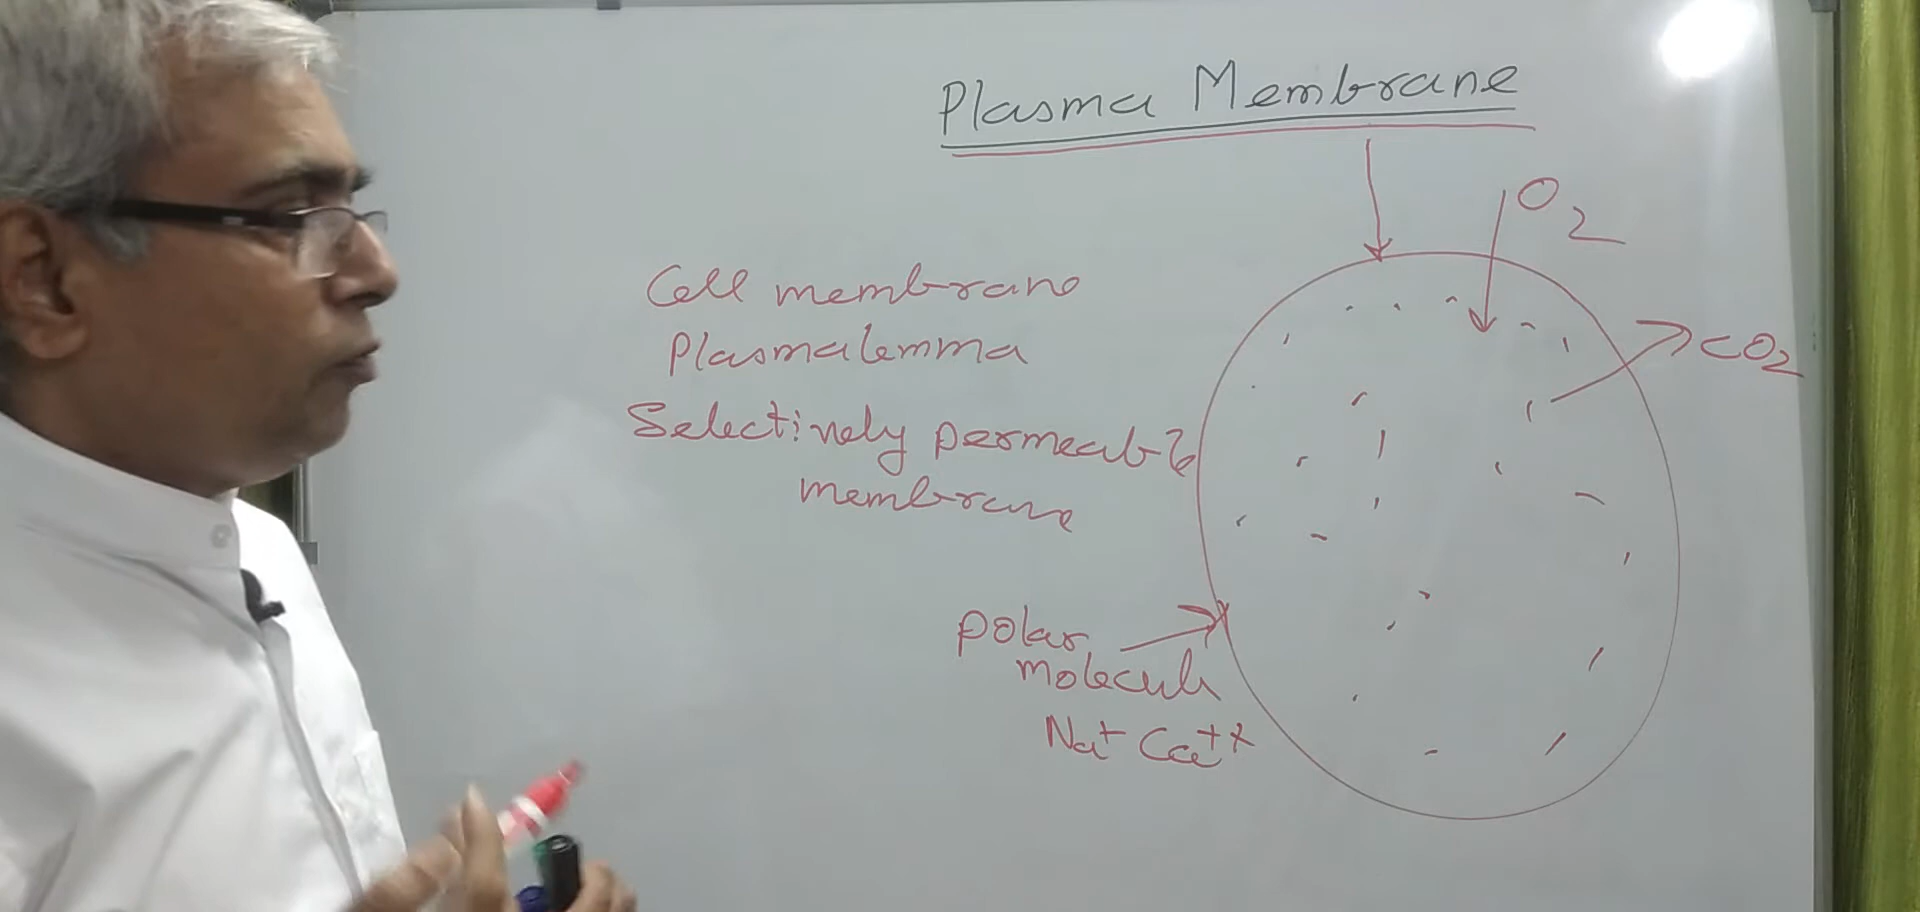 Plasma Membrane
O2
CO2
Cell membrane
Plasmalemma
Selectively permeable
membrane
polar
molecule
Na+ Ca++